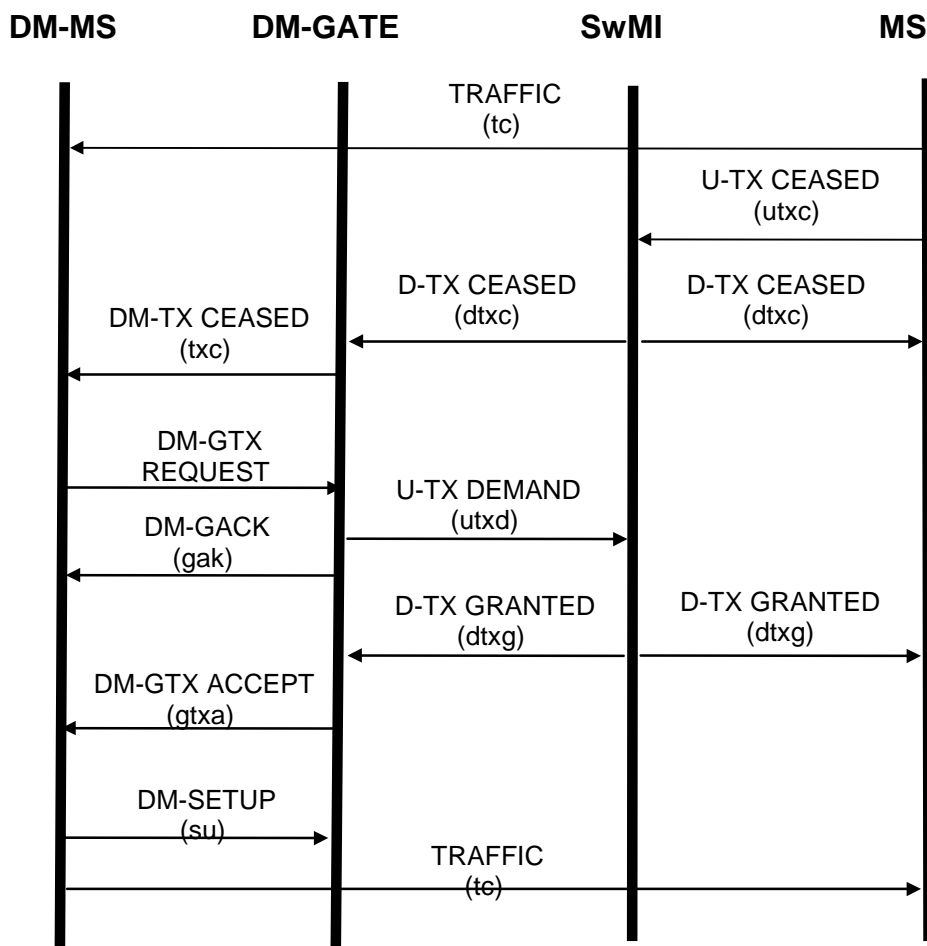 DM-MS DM-GATE SwMI MS
TRAFFIC
(tc)
U-TX CEASED
(utxc)
D-TX CEASED
(dtxc)
D-TX CEASED
(dtxc)
DM-TX CEASED
(txc)
DM-GTX
REQUEST
U-TX DEMAND
(utxd)
DM-GACK
(gak)
D-TX GRANTED
(dtxg)
D-TX GRANTED
(dtxg)
DM-GTX ACCEPT
(gtxa)
DM-SETUP
(su)
TRAFFIC
(tc)